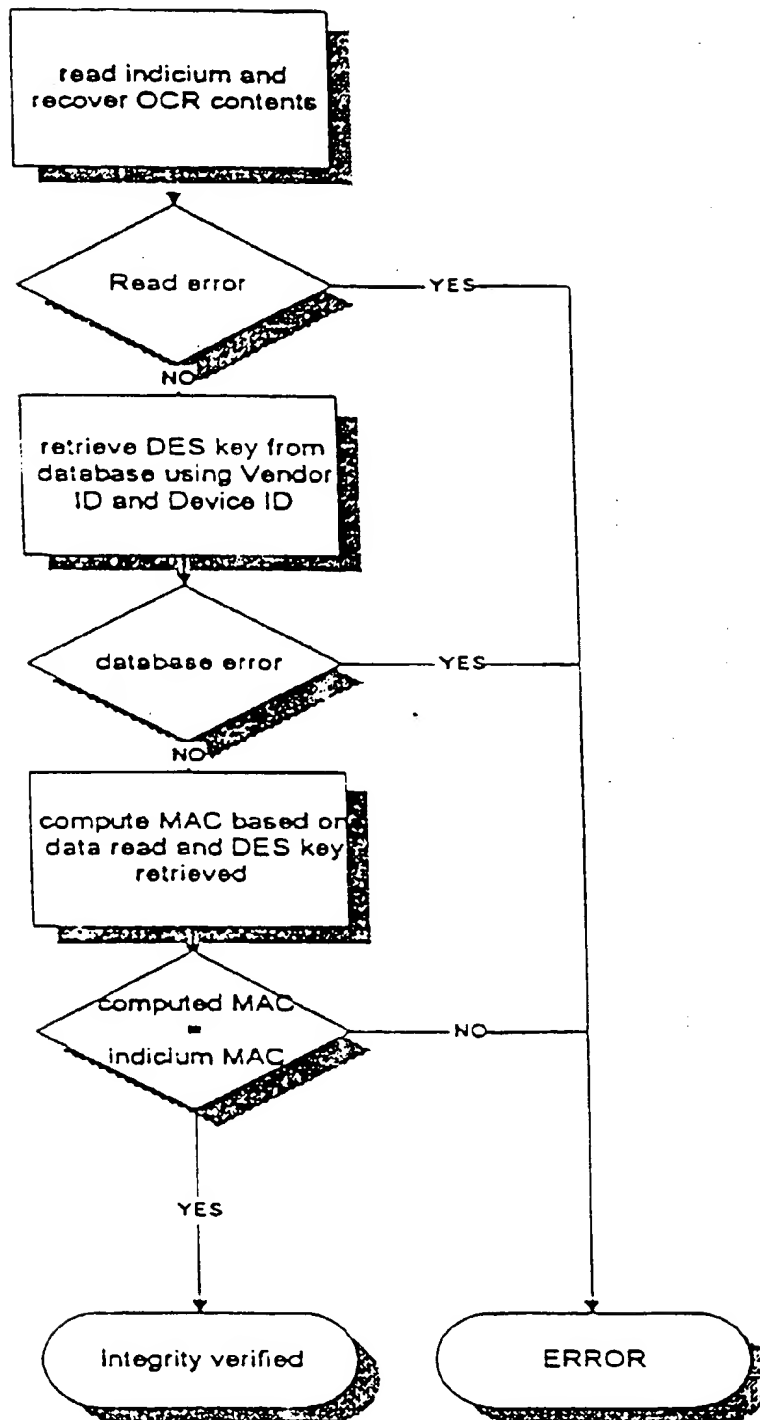 read indicium and
recover OCR contents
Read error
YES
NO
retrieve DES key from
database using Vendor
ID and Device ID
database error
YES
NO
compute MAC based on
data read and DES key
retrieved
computed MAC
=
indicium MAC
NO
YES
Integrity verified
ERROR